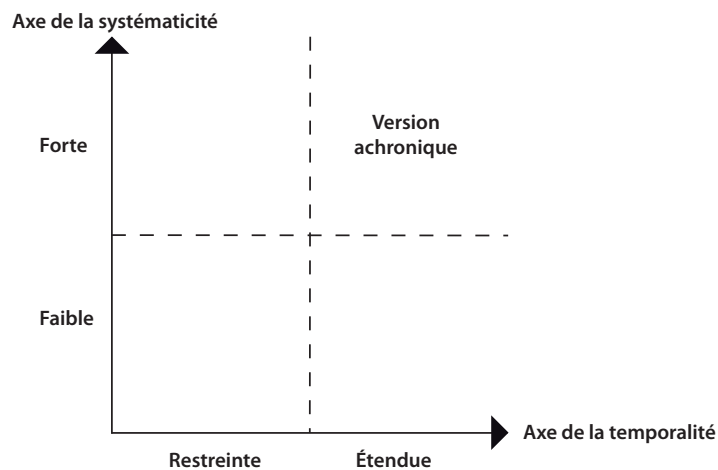 Axe de la systématicité
Version
achronique
Forte
Faible
Axe de la temporalité
Restreinte
Étendue